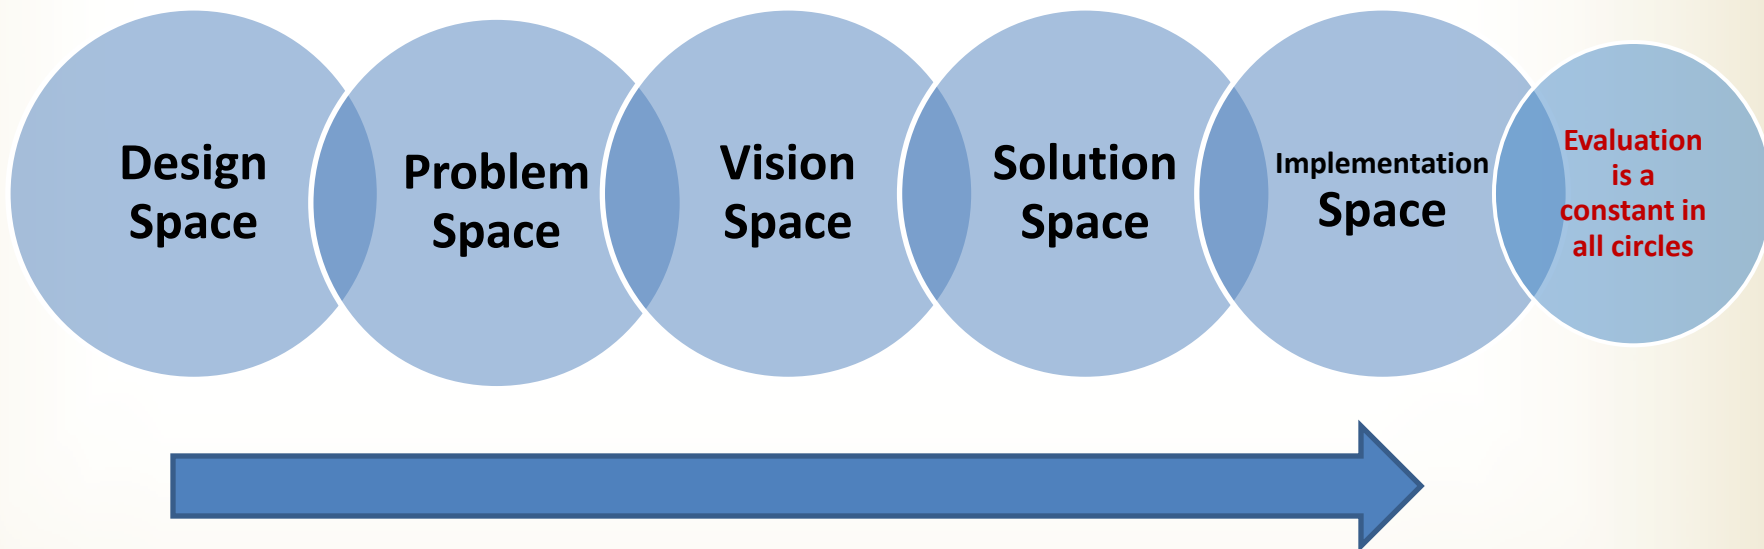 Design
Space
Problem
Space
Vision
Space
Solution
Space
Implementation
Space
Evaluation
is a
constant in
all circles